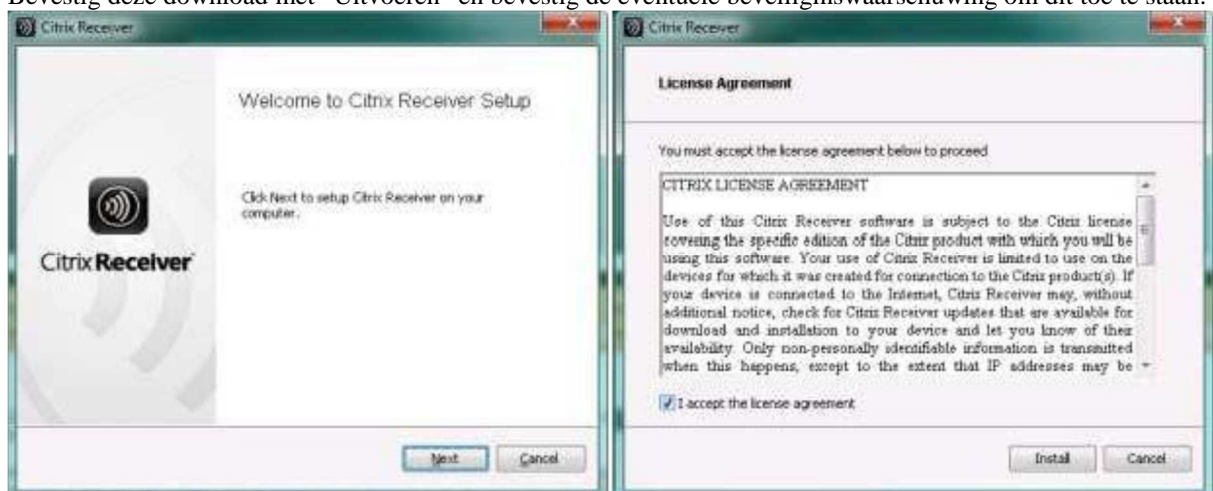 Bevestig deze download met "Uitvoeren" en bevestig de eventuele beveiliginswaarschuwing om dit toe te staan.
Citrix Receiver
Welcome to Citrix Receiver Setup
Click Next to setup Citrix Receiver on your
computer.
Citrix Receiver
Next
Cancel
Citrix Receiver
License Agreement
You must accept the license agreement below to proceed
CITRIX LICENSE AGREEMENT
Use of this Citrix Receiver software is subject to the Citrix license
covering the specific edition of the Citrix product with which you will be
using this software. Your use of Citrix Receiver is limited to use on the
devices for which it was created for connection to the Citrix product(s). If
your device is connected to the Internet, Citrix Receiver may, without
additional notice, check for Citrix Receiver updates that are available for
download and installation to your device and let you know of their
availability. Only non-personally identifiable information is transmitted
when this happens, except to the extent that IP addresses may be
I accept the license agreement
Install
Cancel